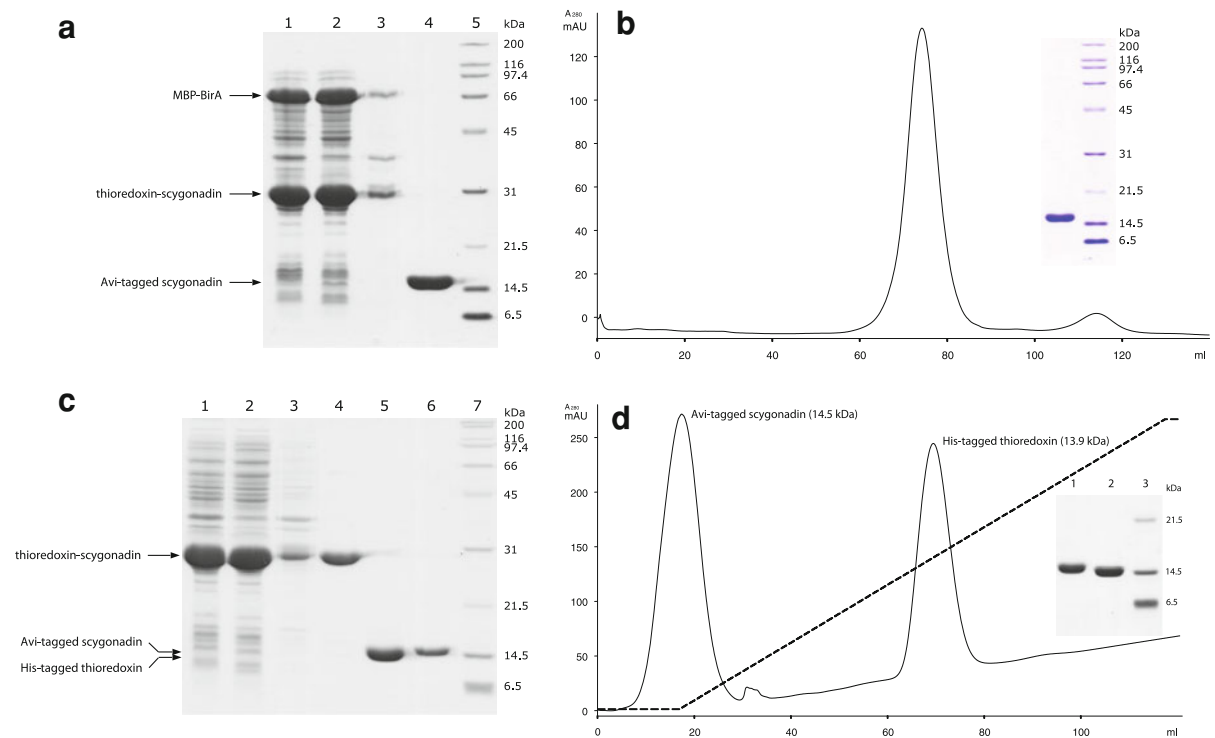 a
1 2 3 4 5 kDa
200
116
97.4
MBP-BirA
66
45
thioredoxin-scygonadin
31
21.5
Avi-tagged scygonadin
14.5
6.5
b
A280
mAU
120
100
80
60
40
20
0
0 20 40 60 80 100 120 ml
kDa
200
116
97.4
66
45
31
21.5
14.5
6.5
c
1 2 3 4 5 6 7 kDa
200
116
97.4
66
45
thioredoxin-scygonadin
31
21.5
Avi-tagged scygonadin
His-tagged thioredoxin
14.5
6.5
d
A280
mAU
250
200
150
100
50
0
0 20 40 60 80 100 ml
Avi-tagged scygonadin (14.5 kDa)
His-tagged thioredoxin (13.9 kDa)
1 2 3 kDa
21.5
14.5
6.5